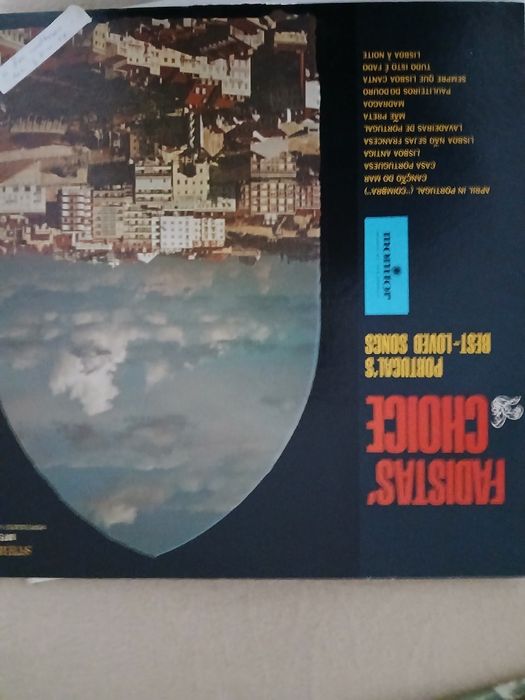 FADISTAS'
CHOICE
PORTUGAL'S
BEST-LOVED SONGS
monitor
APRIL IN PORTUGAL ("COIMBRA")
CANÇÃO DO MAR
CASA PORTUGUESA
LISBOA ANTIGA
LISBOA NÃO SEJAS FRANCESA
LAVADEIRAS DE PORTUGAL
MÃE PRETA
MADRAGOA
PAULITEIROS DO DOURO
SEMPRE QUE LISBOA CANTA
TUDO ISTO É FADO
LISBOA À NOITE